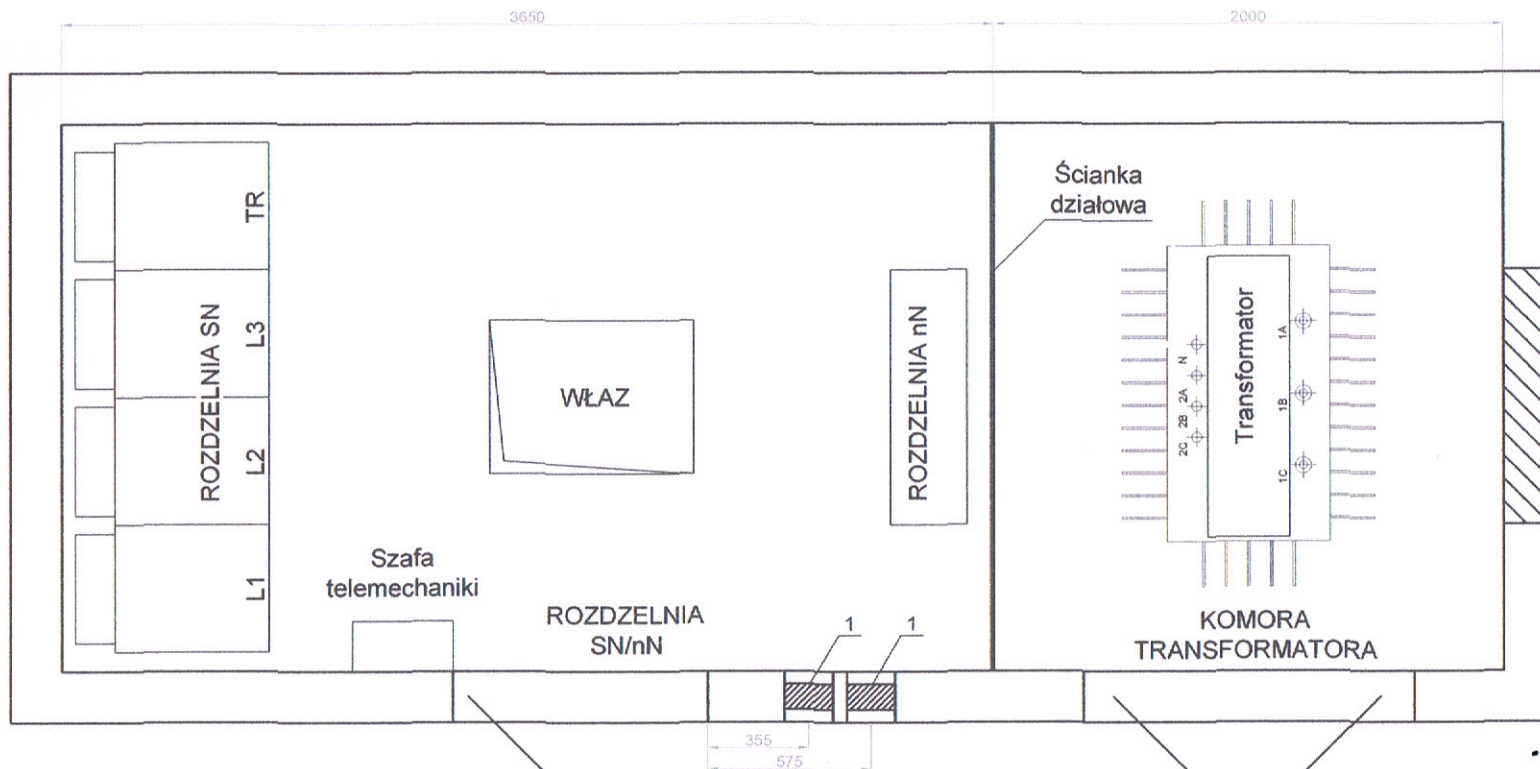 3650
2000
Ścianka
działowa
TR
L3
L2
L1
ROZDZELNIA SN
WŁAZ
ROZDZELNIA nN
N
2A
2B
2C
Transformator
1A
1B
1C
Szafa
telemechaniki
ROZDZELNIA
SN/nN
1
1
KOMORA
TRANSFORMATORA
355
575